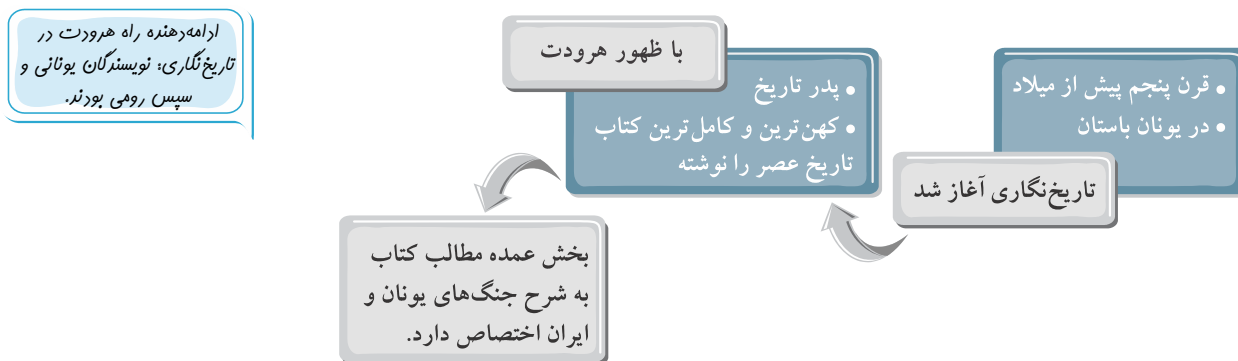 • قرن پنجم پیش از میلاد
• در یونان باستان
تاریخ‌نگاری آغاز شد
با ظهور هرودت
• پدر تاریخ
• کهن‌ترین و کامل‌ترین کتاب
تاریخ عصر را نوشته
بخش عمده مطالب کتاب
به شرح جنگ‌های یونان و
ایران اختصاص دارد.
ادامه‌دهنده راه هرودت در
تاریخ‌نگاری: نویسندگان یونانی و
سپس رومی بودند.